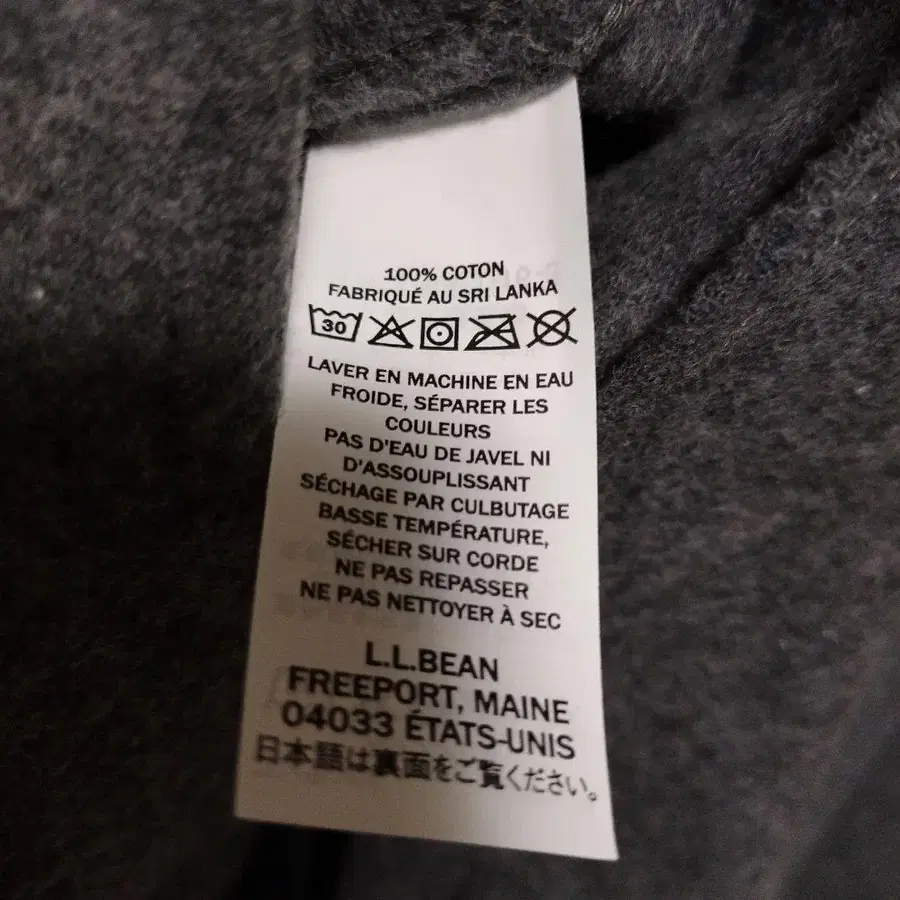 100% COTON
FABRIQUÉ AU SRI LANKA
30
LAVER EN MACHINE EN EAU
FROIDE, SÉPARER LES
COULEURS
PAS D'EAU DE JAVEL NI
D'ASSOUPLISSANT
SÉCHAGE PAR CULBUTAGE
BASSE TEMPÉRATURE,
SÉCHER SUR CORDE
NE PAS REPASSER
NE PAS NETTOYER À SEC
L.L.BEAN
FREEPORT, MAINE
04033 ÉTATS-UNIS
日本語は裏面をご覧ください。